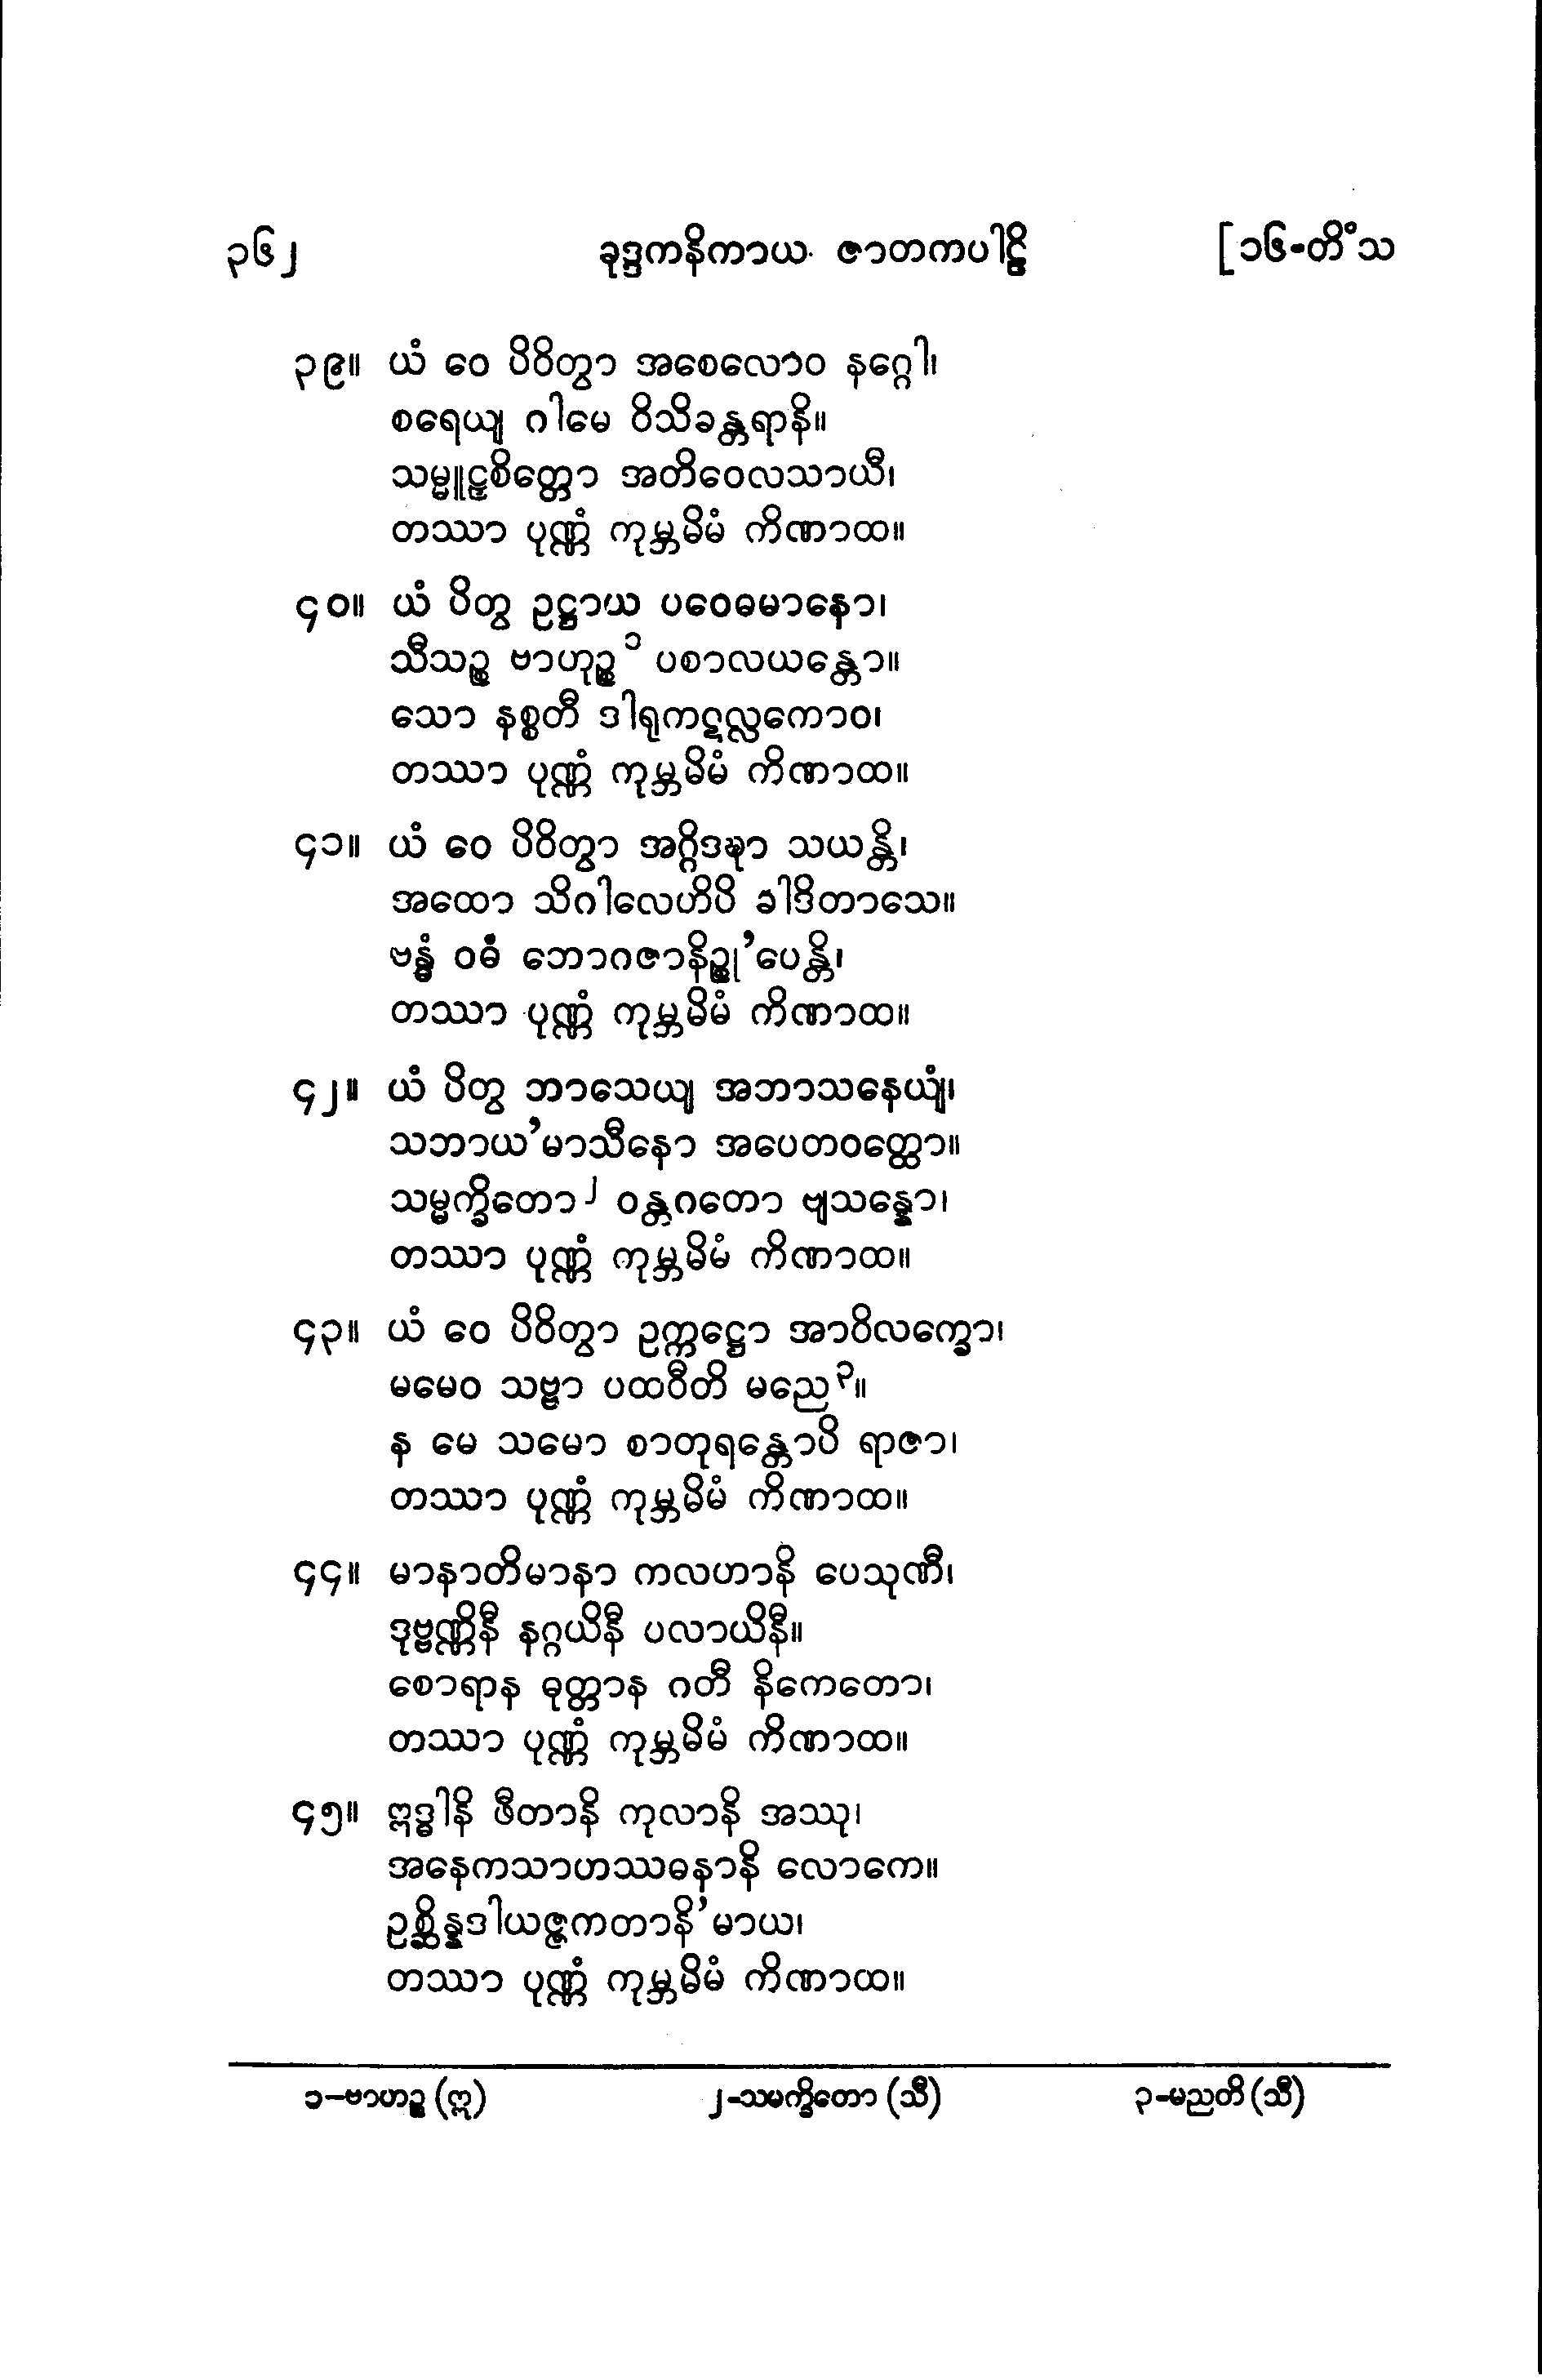 ၃၆၂ ခုဒ္ဒကနိကာယ ဇာတကပါဠိ [၁၆-တိံသ
၃၉။ ယံ ဝေ ပိဝိတွာ အစေလောဝ နဂ္ဂေါ၊
စရေယျ ဂါမေ ဝိသိခန္တရာနိ။
သမ္မူဠှစိတ္တော အတိဝေလသာယီ၊
တဿာ ပုဏ္ဏံ ကုမ္ဘမိမံ ကိဏာထ။
၄၀။ ယံ ပိတွ ဥဋ္ဌာယ ပဝေဓမာနော၊
သီသဉ္စ ဗာဟုဉ္စ၁ ပစာလယန္တော။
သော နစ္စတီ ဒါရုကဋလ္လကောဝ၊
တဿာ ပုဏ္ဏံ ကုမ္ဘမိမံ ကိဏာထ။
၄၁။ ယံ ဝေ ပိဝိတွာ အဂ္ဂိဒဍ္ဎာ သယန္တိ၊
အထော သိဂါလေဟိပိ ခါဒိတာသေ။
ဗန္ဓံ ဝဓံ ဘောဂဇာနိဉ္စု'ပေန္တိ၊
တဿာ ပုဏ္ဏံ ကုမ္ဘမိမံ ကိဏာထ။
၄၂။ ယံ ပိတွ ဘာသေယျ အဘာသနေယျံ၊
သဘာယ'မာသီနော အပေတဝတ္ထော။
သမ္မက္ခိတော၂ ဝန္တဂတော ဗျသန္နော၊
တဿာ ပုဏ္ဏံ ကုမ္ဘမိမံ ကိဏာထ။
၄၃။ ယံ ဝေ ပိဝိတွာ ဥက္ကဋ္ဌော အာဝိလက္ခော၊
မမေဝ သဗ္ဗာ ပထဝီတိ မညေ၃။
န မေ သမော စာတုရန္တောပိ ရာဇာ၊
တဿာ ပုဏ္ဏံ ကုမ္ဘမိမံ ကိဏာထ။
၄၄။ မာနာတိမာနာ ကလဟာနိ ပေသုဏီ၊
ဒုဗ္ဗဏ္ဏိနီ နဂ္ဂယိနီ ပလာယိနီ။
စောရာန ဓုတ္တာန ဂတီ နိကေတော၊
တဿာ ပုဏ္ဏံ ကုမ္ဘမိမံ ကိဏာထ။
၄၅။ ဣဒ္ဓါနိ ဖီတာနိ ကုလာနိ အဿု၊
အနေကသာဟဿဓနာနိ လောကေ။
ဥစ္ဆိန္နဒါယဇ္ဇကတာနိ'မာယ၊
တဿာ ပုဏ္ဏံ ကုမ္ဘမိမံ ကိဏာထ။
၁-ဗာဟဉ္စ (ဣ) ၂-သမက္ခိတော (သီ) ၃-မညတိ (သီ)